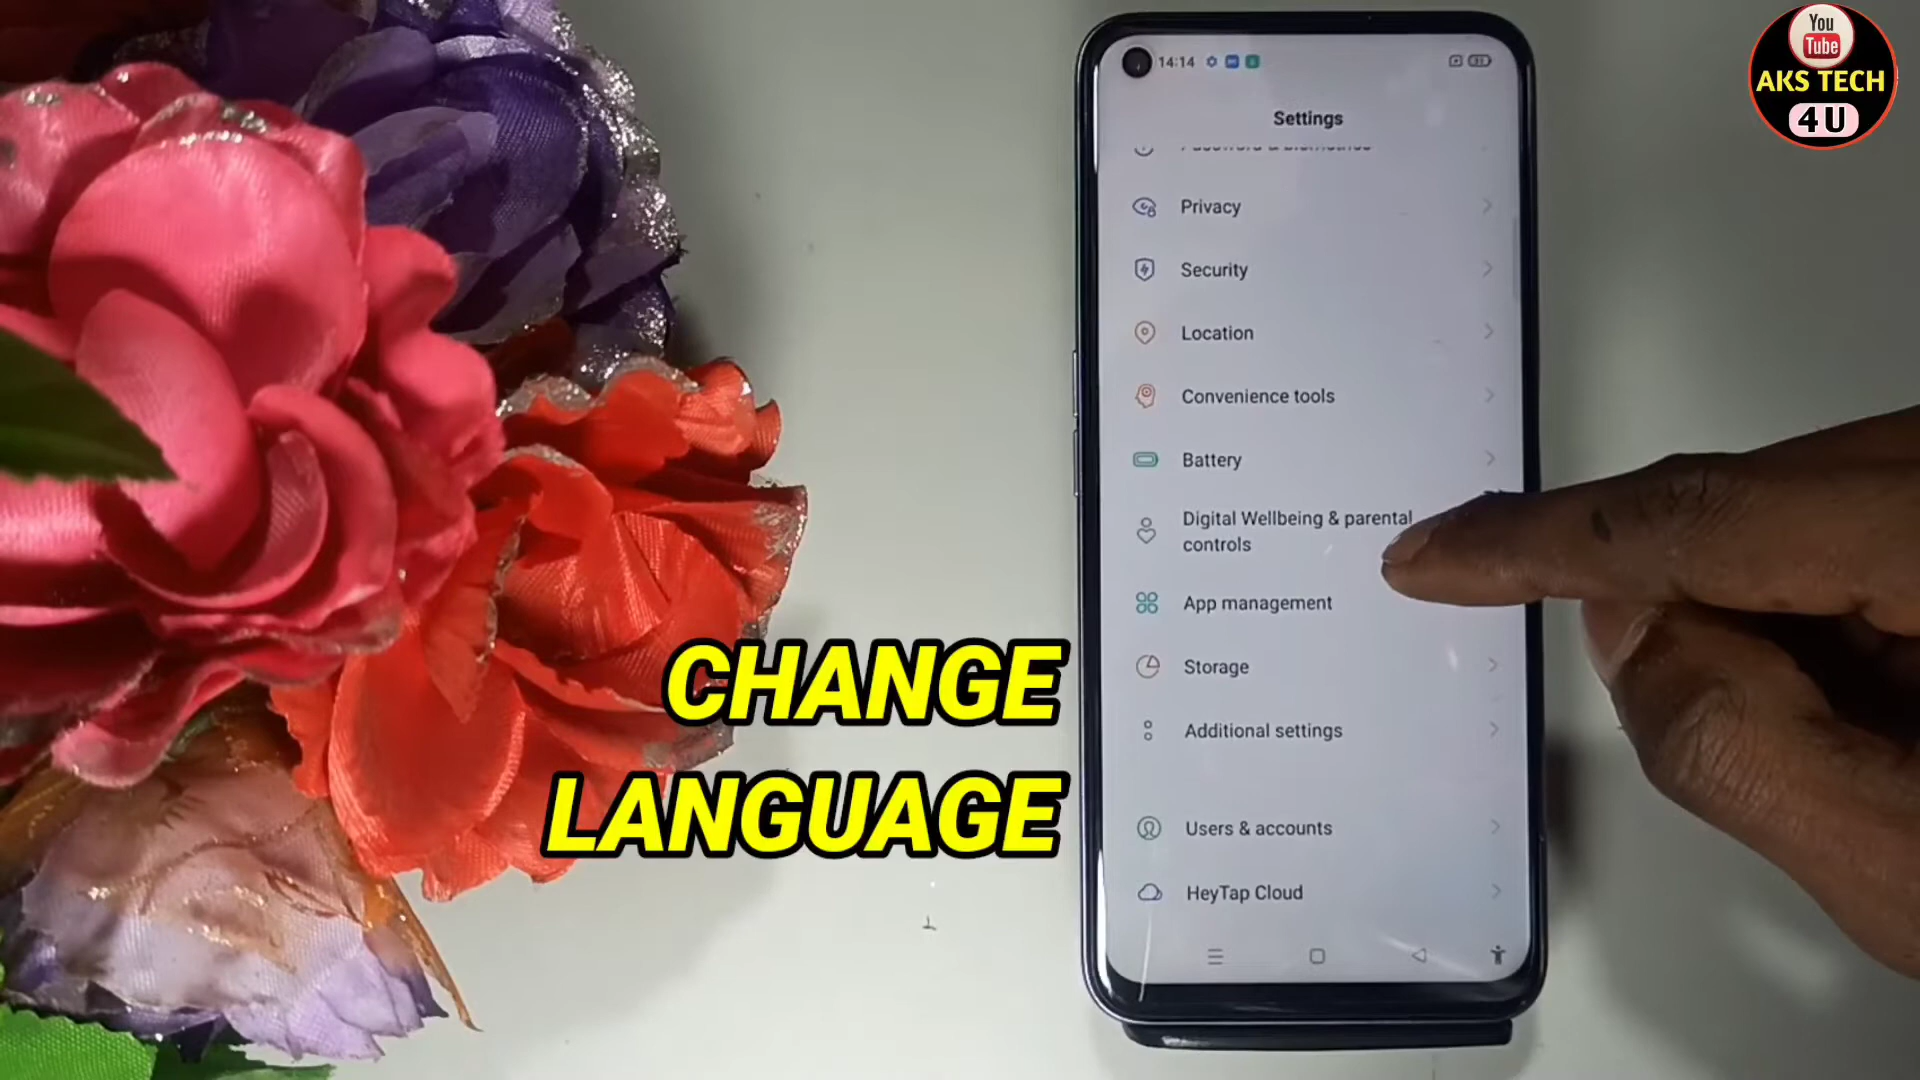 You
Tube
AKS TECH
4U
14:14
Settings
Privacy
Security
Location
Convenience tools
Battery
Digital Wellbeing & parental
controls
App management
Storage
Additional settings
Users & accounts
HeyTap Cloud
CHANGE
LANGUAGE